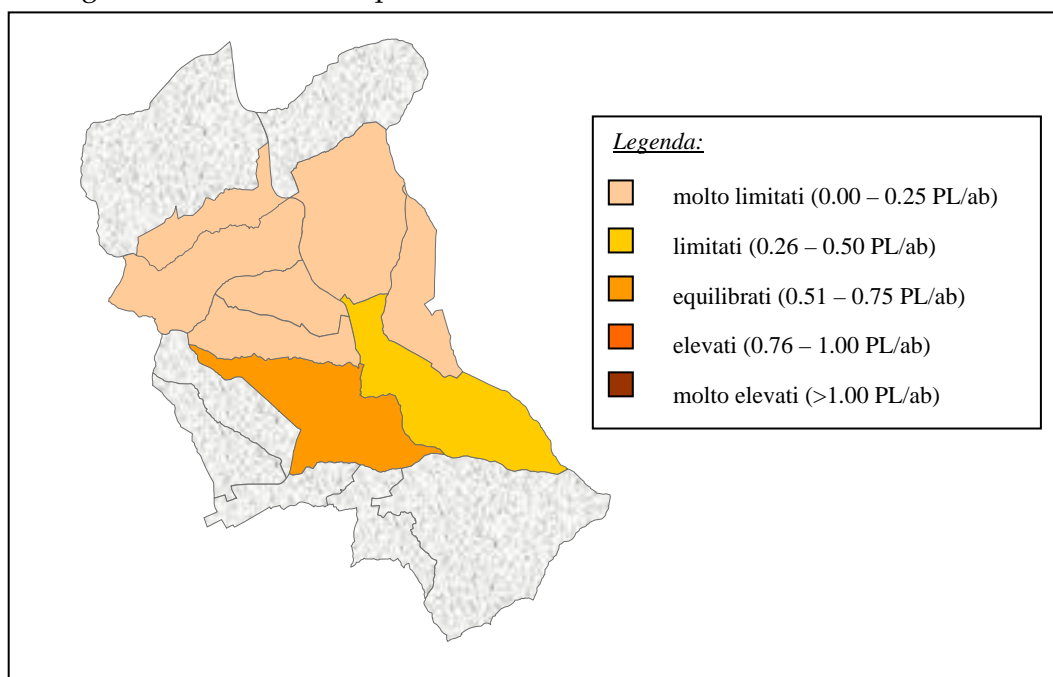 Legenda:
molto limitati (0.00 – 0.25 PL/ab)
limitati (0.26 – 0.50 PL/ab)
equilibrati (0.51 – 0.75 PL/ab)
elevati (0.76 – 1.00 PL/ab)
molto elevati (>1.00 PL/ab)